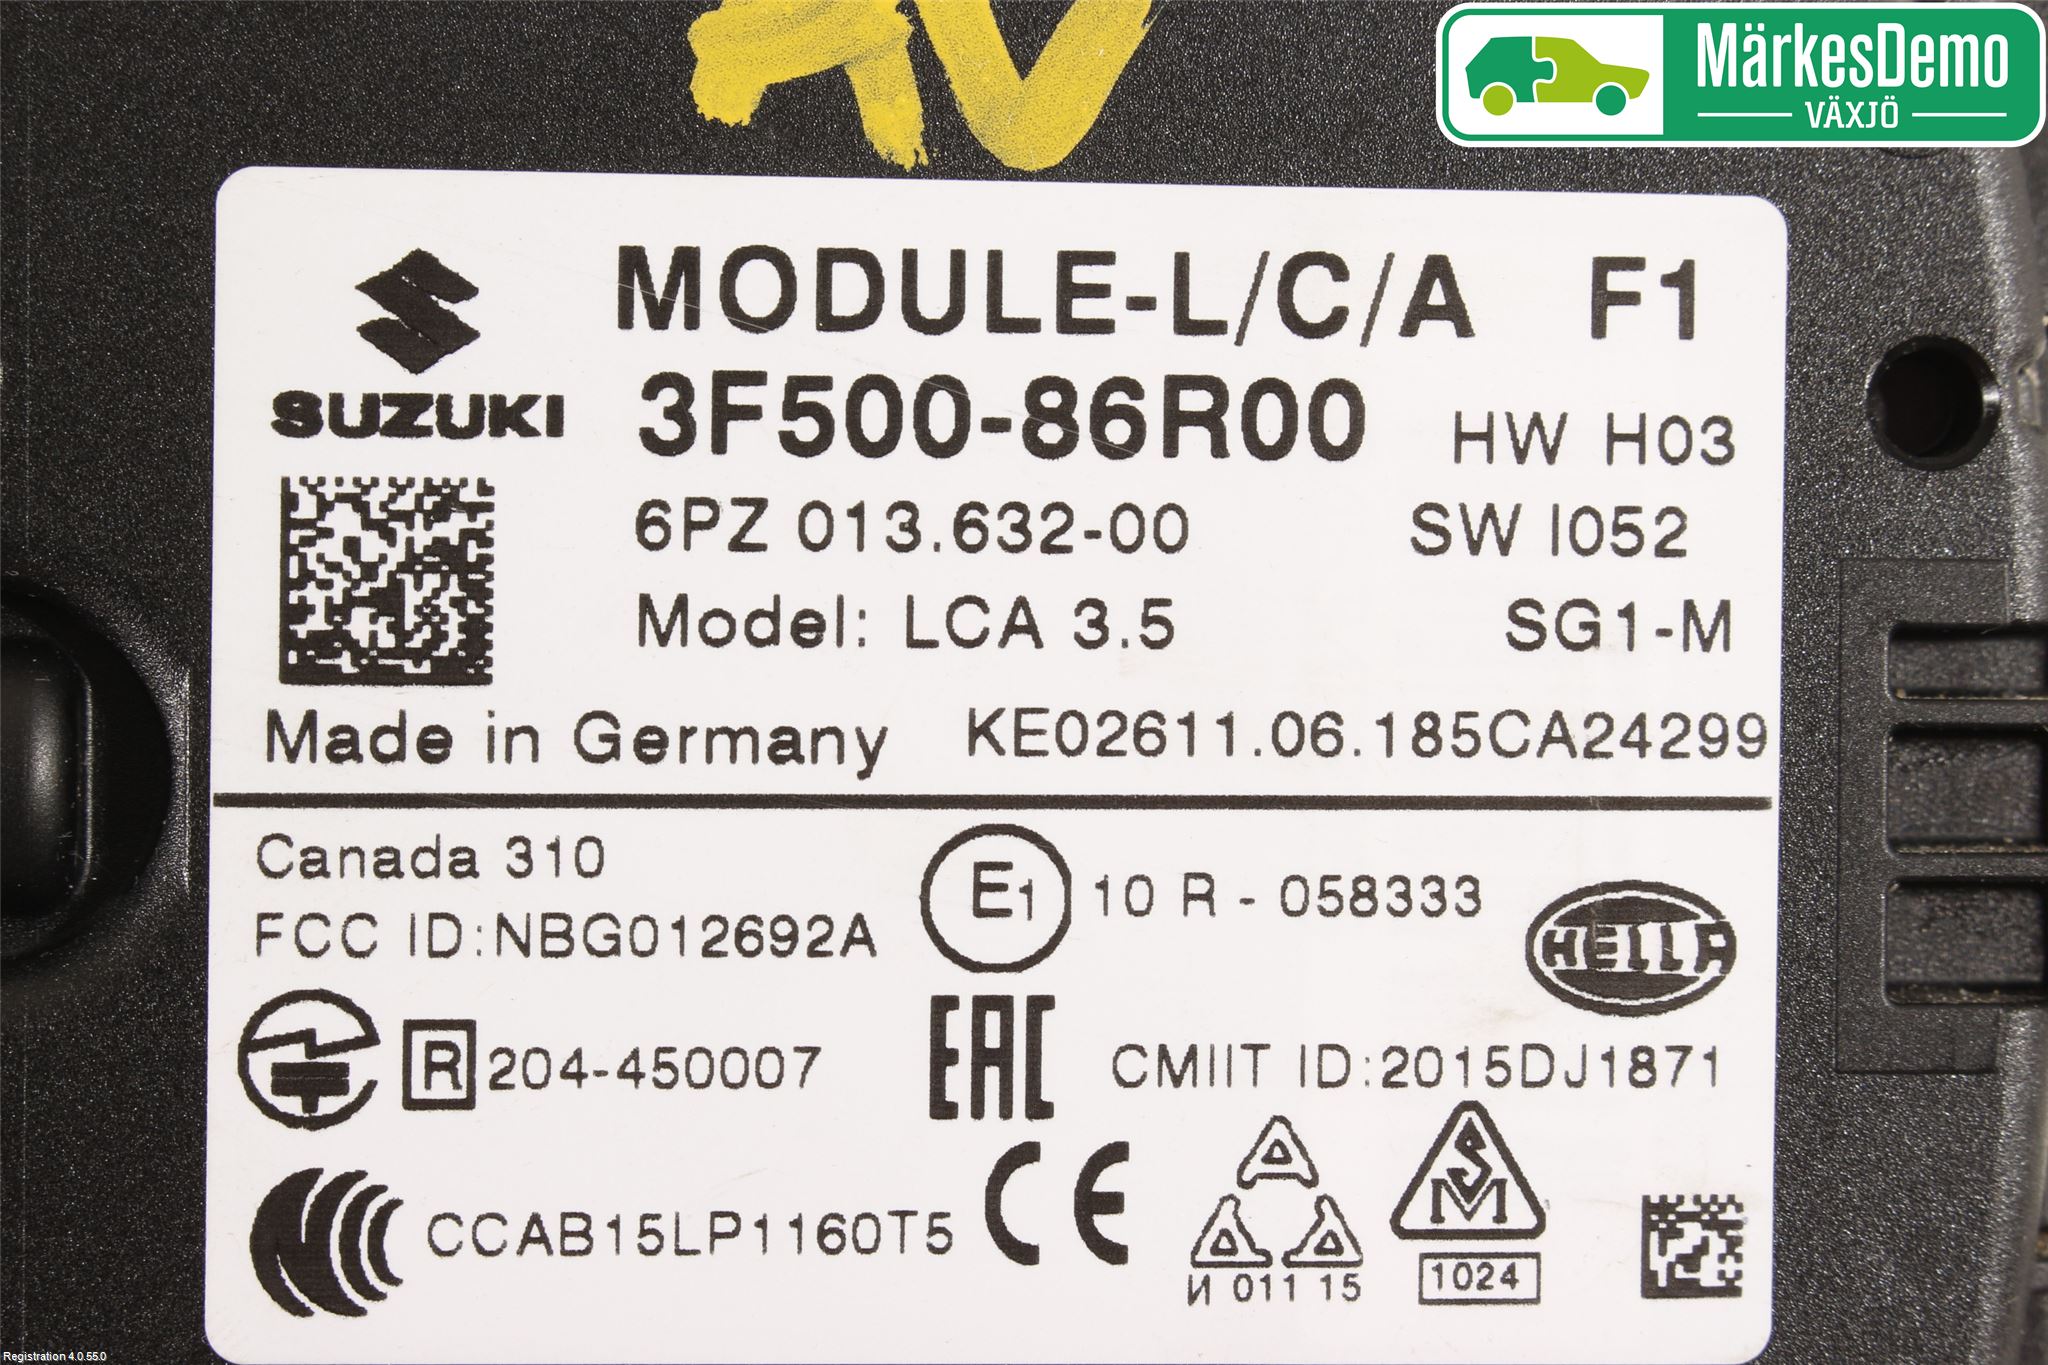 MärkesDemo
VÄXJÖ
MODULE-L/C/A F1
SUZUKI
3F500-86R00 HW H03
6PZ 013.632-00 SW I052
Model: LCA 3.5 SG1-M
Made in Germany KE02611.06.185CA24299
Canada 310
FCC ID:NBG012692A
E1 10 R - 058333
HELLA
R 204-450007
EAC
CMIIT ID:2015DJ1871
CCAB15LP1160T5
CE
И 011 15
SM
1024
Registration 4.0.55.0